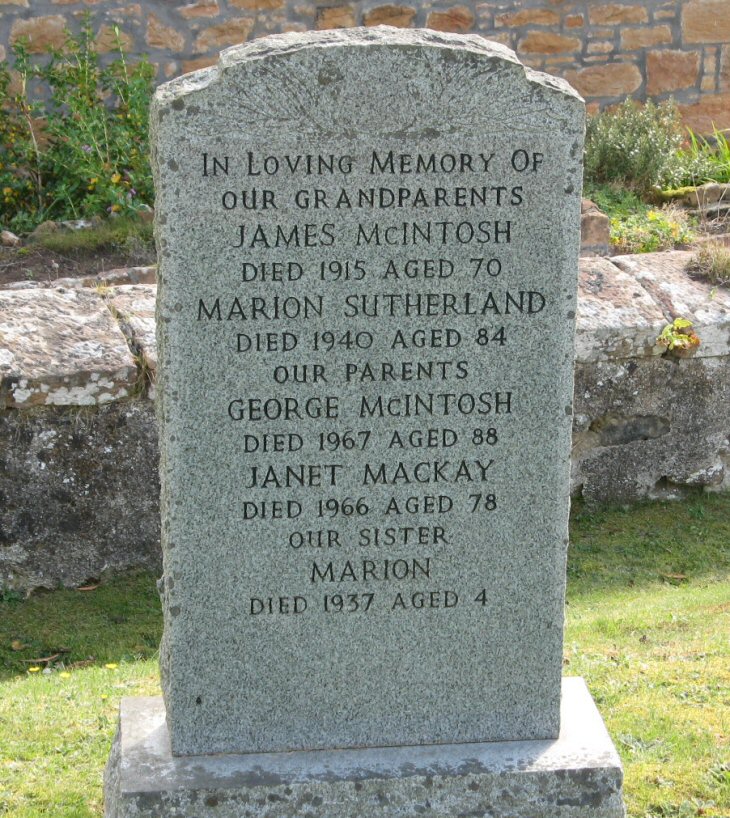 IN LOVING MEMORY OF
OUR GRANDPARENTS
JAMES McINTOSH
DIED 1915 AGED 70
MARION SUTHERLAND
DIED 1940 AGED 84
OUR PARENTS
GEORGE McINTOSH
DIED 1967 AGED 88
JANET MACKAY
DIED 1966 AGED 78
OUR SISTER
MARION
DIED 1937 AGED 4